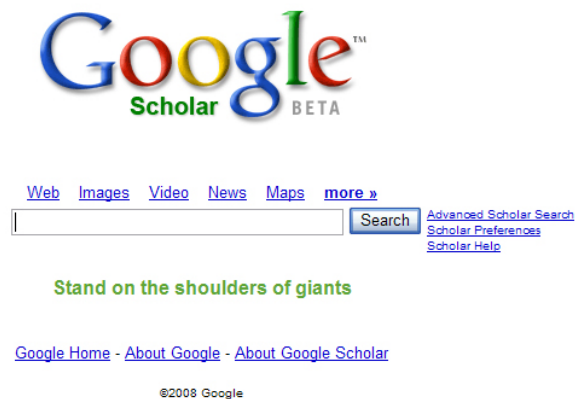 Google™
Scholar BETA
Web Images Video News Maps more »
Search
Advanced Scholar Search
Scholar Preferences
Scholar Help
Stand on the shoulders of giants
Google Home - About Google - About Google Scholar
©2008 Google